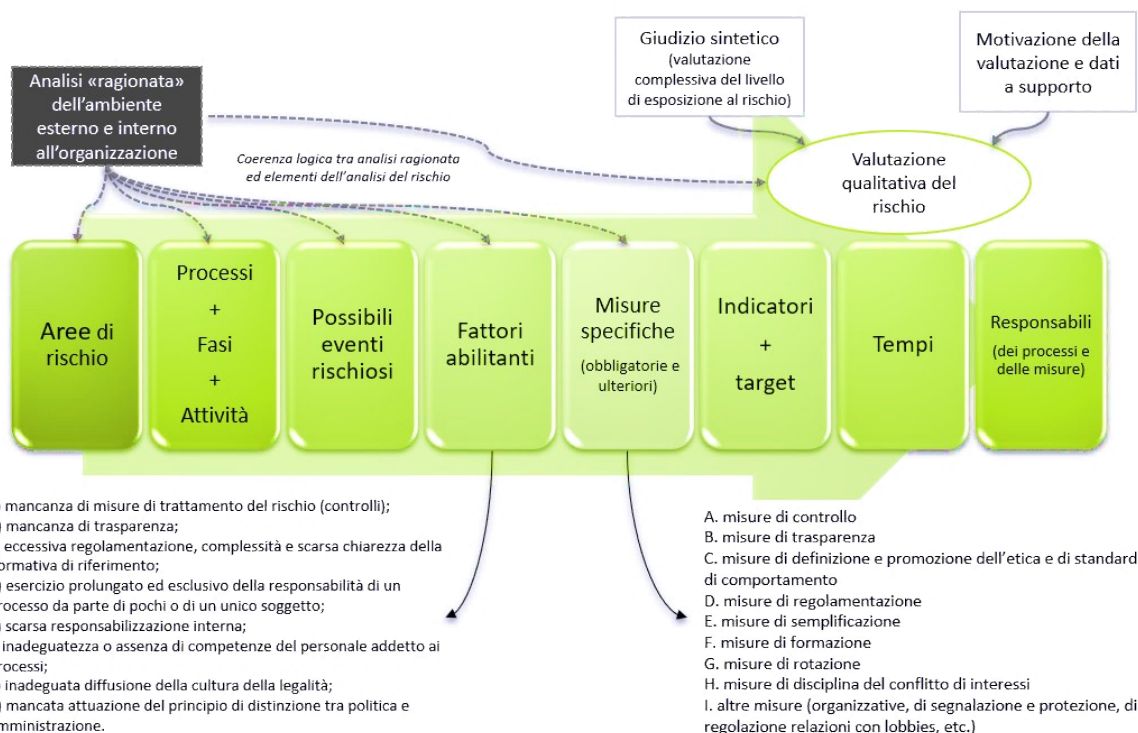 Giudizio sintetico
(valutazione
complessiva del livello
di esposizione al rischio)
Motivazione della
valutazione e dati
a supporto
Analisi «ragionata»
dell’ambiente
esterno e interno
all’organizzazione
Coerenza logica tra analisi ragionata
ed elementi dell’analisi del rischio
Valutazione
qualitativa del
rischio
Aree di
rischio
Processi
+
Fasi
+
Attività
Possibili
eventi
rischiosi
Fattori
abilitanti
Misure
specifiche
(obbligatorie e
ulteriori)
Indicatori
+
target
Tempi
Responsabili
(dei processi e
delle misure)
) mancanza di misure di trattamento del rischio (controlli);
) mancanza di trasparenza;
eccessiva regolamentazione, complessità e scarsa chiarezza della
ormativa di riferimento;
) esercizio prolungato ed esclusivo della responsabilità di un
rocesso da parte di pochi o di un unico soggetto;
) scarsa responsabilizzazione interna;
inadeguatezza o assenza di competenze del personale addetto ai
rocessi;
) inadeguata diffusione della cultura della legalità;
) mancata attuazione del principio di distinzione tra politica e
mministrazione.
A. misure di controllo
B. misure di trasparenza
C. misure di definizione e promozione dell’etica e di standard
di comportamento
D. misure di regolamentazione
E. misure di semplificazione
F. misure di formazione
G. misure di rotazione
H. misure di disciplina del conflitto di interessi
I. altre misure (organizzative, di segnalazione e protezione, di
regolazione relazioni con lobbies, etc.)